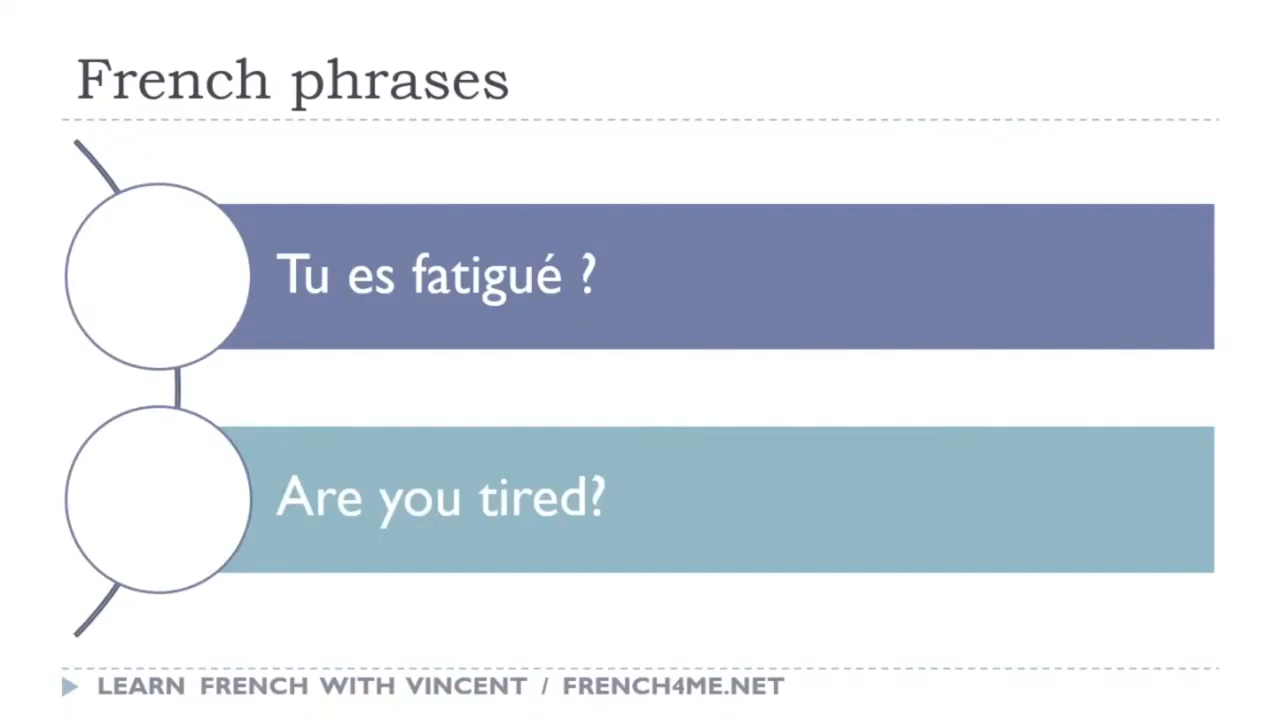 French phrases
Tu es fatigué ?
Are you tired?
LEARN FRENCH WITH VINCENT / FRENCH4ME.NET